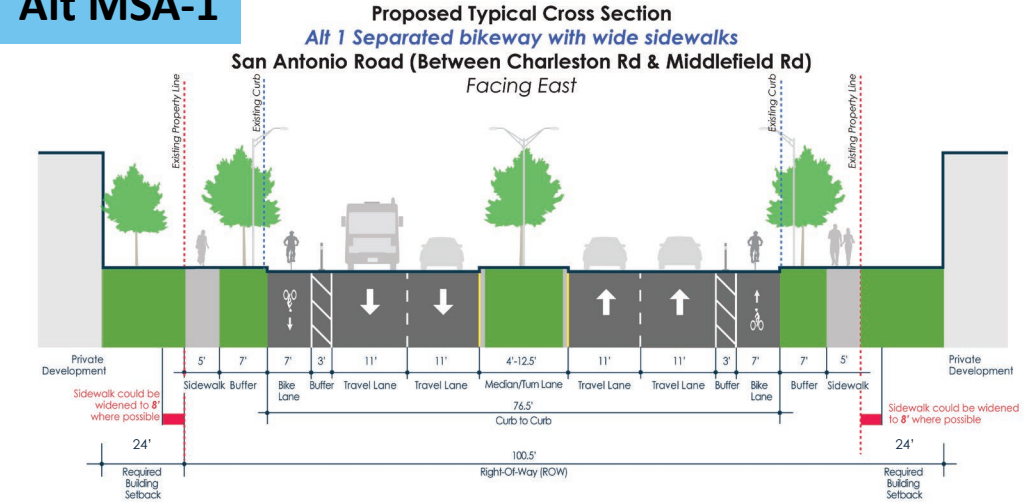 Alt MSA-1
Proposed Typical Cross Section
Alt 1 Separated bikeway with wide sidewalks
San Antonio Road (Between Charleston Rd & Middlefield Rd)
Facing East
Existing Property Line
Existing Curb
Existing Curb
Existing Property Line
5'
7'
7'
3'
11'
11'
4'-12.5'
11'
11'
3'
7'
7'
5'
Private
Development
Sidewalk
Buffer
Bike
Lane
Buffer
Travel Lane
Travel Lane
Median/Turn Lane
Travel Lane
Travel Lane
Buffer
Bike
Lane
Buffer
Sidewalk
Private
Development
Sidewalk could be
widened to 8'
where possible
76.5'
Curb to Curb
Sidewalk could be widened
to 8' where possible
24'
Required
Building
Setback
100.5'
Right-Of-Way (ROW)
24'
Required
Building
Setback